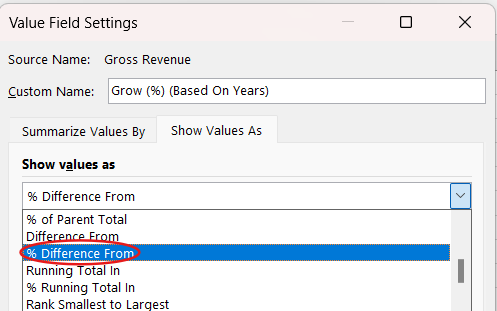 Value Field Settings
Source Name: Gross Revenue
Custom Name: Grow (%) (Based On Years)
Summarize Values By Show Values As
Show values as
% Difference From
% of Parent Total
Difference From
% Difference From
Running Total In
% Running Total In
Rank Smallest to Largest